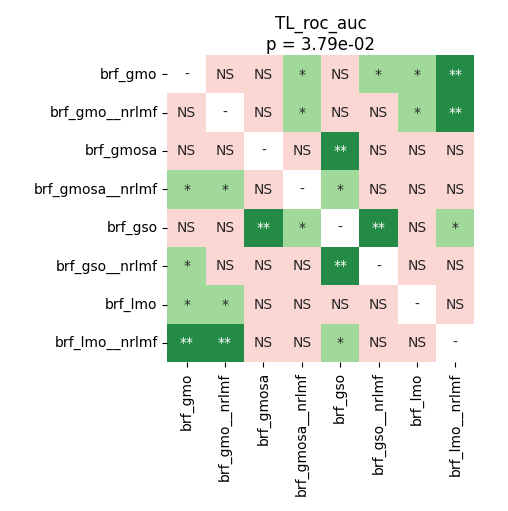 TL_roc_auc
p = 3.79e-02
brf_gmo - NS NS * NS * * **
brf_gmo__nrlmf NS - NS * NS NS * **
brf_gmosa NS NS - NS ** NS NS NS
brf_gmosa__nrlmf * * NS - * NS NS NS
brf_gso NS NS ** * - ** NS *
brf_gso__nrlmf * NS NS NS ** - NS NS
brf_lmo * * NS NS NS NS - NS
brf_lmo__nrlmf ** ** NS NS * NS NS -
brf_gmo
brf_gmo__nrlmf
brf_gmosa
brf_gmosa__nrlmf
brf_gso
brf_gso__nrlmf
brf_lmo
brf_lmo__nrlmf